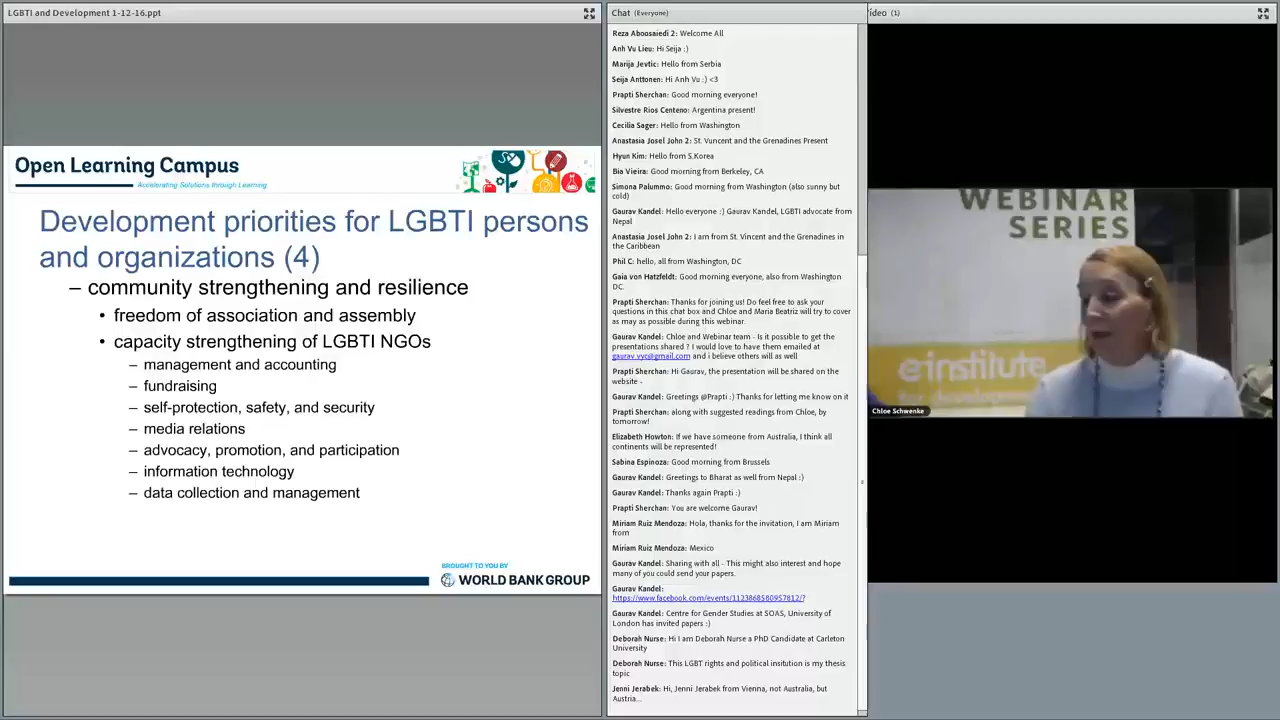 LGBTI and Development 1-12-16.ppt
Open Learning Campus
Accelerating Solutions through Learning
Development priorities for LGBTI persons
and organizations (4)
– community strengthening and resilience
• freedom of association and assembly
• capacity strengthening of LGBTI NGOs
– management and accounting
– fundraising
– self-protection, safety, and security
– media relations
– advocacy, promotion, and participation
– information technology
– data collection and management
BROUGHT TO YOU BY
WORLD BANK GROUP
Chat (Everyone)
Reza Aboosaiedi 2: Welcome All
Anh Vu Lieu: Hi Seija :)
Marija Jevtic: Hello from Serbia
Seija Anttonen: Hi Anh Vu :) <3
Prapti Sherchan: Good morning everyone!
Silvestre Rios Centeno: Argentina present!
Cecilia Sager: Hello from Washington
Anastasia Josel John 2: St. Vuncent and the Grenadines Present
Hyun Kim: Hello from S.Korea
Bia Vieira: Good morning from Berkeley, CA
Simona Palummo: Good morning from Washington (also sunny but
cold)
Gaurav Kandel: Hello everyone :) Gaurav Kandel, LGBTI advocate from
Nepal
Anastasia Josel John 2: I am from St. Vincent and the Grenadines in
the Caribbean
Phil C: hello, all from Washington, DC
Gaia von Hatzfeldt: Good morning everyone, also from Washington
DC.
Prapti Sherchan: Thanks for joining us! Do feel free to ask your
questions in this chat box and Chloe and Maria Beatriz will try to cover
as may as possible during this webinar.
Gaurav Kandel: Chloe and Webinar team - Is it possible to get the
presentations shared ? I would love to have them emailed at
gaurav.vyc@gmail.com and i believe others will as well
Prapti Sherchan: Hi Gaurav, the presentation will be shared on the
website -
Gaurav Kandel: Greetings @Prapti :) Thanks for letting me know on it
Prapti Sherchan: along with suggested readings from Chloe, by
tomorrow!
Elizabeth Howton: If we have someone from Australia, I think all
continents will be represented!
Sabina Espinoza: Good morning from Brussels
Gaurav Kandel: Greetings to Bharat as well from Nepal :)
Gaurav Kandel: Thanks again Prapti :)
Prapti Sherchan: You are welcome Gaurav!
Miriam Ruiz Mendoza: Hola, thanks for the invitation, I am Miriam
from
Miriam Ruiz Mendoza: Mexico
Gaurav Kandel: Sharing with all - This might also interest and hope
many of you could send your papers.
Gaurav Kandel:
https://www.facebook.com/events/1123868580957812/?
Gaurav Kandel: Centre for Gender Studies at SOAS, University of
London has invited papers :)
Deborah Nurse: Hi I am Deborah Nurse a PhD Candidate at Carleton
University
Deborah Nurse: This LGBT rights and political insitution is my thesis
topic
Jenni Jerabek: Hi, Jenni Jerabek from Vienna, not Australia, but
Austria...
ideo (1)
WEBINAR
SERIES
einstitute
Chloe Schwenke